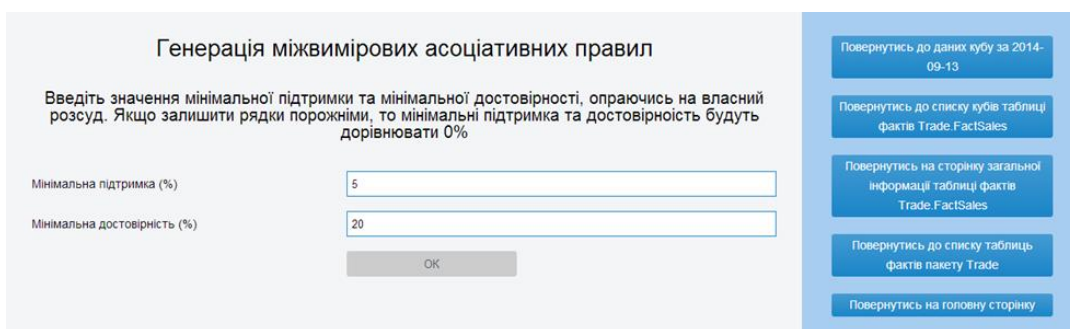 Генерація міжвимірових асоціативних правил
Введіть значення мінімальної підтримки та мінімальної достовірності, опраючись на власний
розсуд. Якщо залишити рядки порожніми, то мінімальні підтримка та достовірність будуть
дорівнювати 0%
Мінімальна підтримка (%)
5
Мінімальна достовірність (%)
20
ОК
Повернутись до даних кубу за 2014-
09-13
Повернутись до списку кубів таблиці
фактів Trade.FactSales
Повернутись на сторінку загальної
інформації таблиці фактів
Trade.FactSales
Повернутись до списку таблиць
фактів пакету Trade
Повернутись на головну сторінку